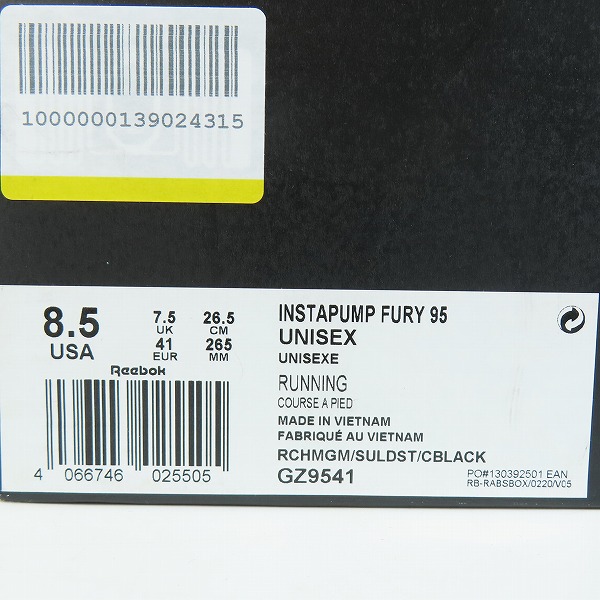 1000000139024315
8.5
USA
7.5
UK
41
EUR
26.5
CM
265
MM
Reebok
4 066746 025505
INSTAPUMP FURY 95
UNISEX
UNISEXE
RUNNING
COURSE A PIED
MADE IN VIETNAM
FABRIQUÉ AU VIETNAM
RCHMGM/SULDST/CBLACK
GZ9541
PO#130392501 EAN
RB-RABSBOX/0220/V05